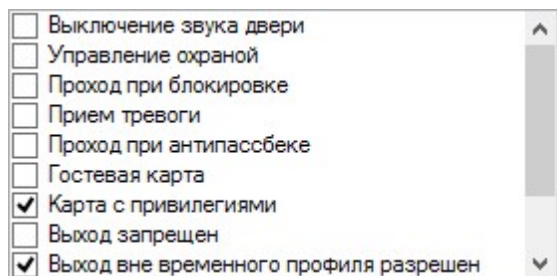 Выключение звука двери
Управление охраной
Проход при блокировке
Прием тревоги
Проход при антипассбеке
Гостевая карта
Карта с привилегиями
Выход запрещен
Выход вне временного профиля разрешен